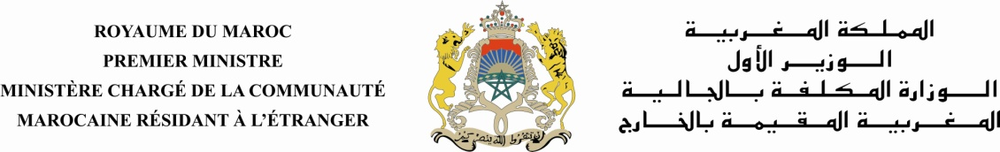 ROYAUME DU MAROC
PREMIER MINISTRE
MINISTÈRE CHARGÉ DE LA COMMUNAUTÉ
MAROCAINE RÉSIDANT À L’ÉTRANGER
إن تنصروا الله ينصركم
المملكة المغربية
الوزير الأول
الوزارة المكلفة بالجالية
المغربية المقيمة بالخارج